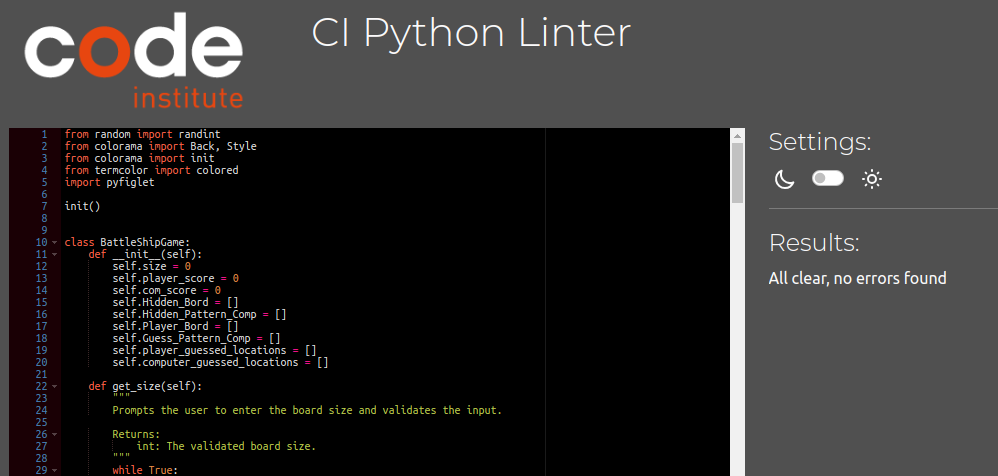 code
institute
CI Python Linter
1 from random import randint
2 from colorama import Back, Style
3 from colorama import init
4 from termcolor import colored
5 import pyfiglet
6
7 init()
8
9
10 class BattleShipGame:
11 def __init__(self):
12 self.size = 0
13 self.player_score = 0
14 self.com_score = 0
15 self.Hidden_Bord = []
16 self.Hidden_Pattern_Comp = []
17 self.Player_Bord = []
18 self.Guess_Pattern_Comp = []
19 self.player_guessed_locations = []
20 self.computer_guessed_locations = []
21
22 def get_size(self):
23 """
24 Prompts the user to enter the board size and validates the input.
25
26 Returns:
27 int: The validated board size.
28 """
29 while True:
Settings:
Results:
All clear, no errors found